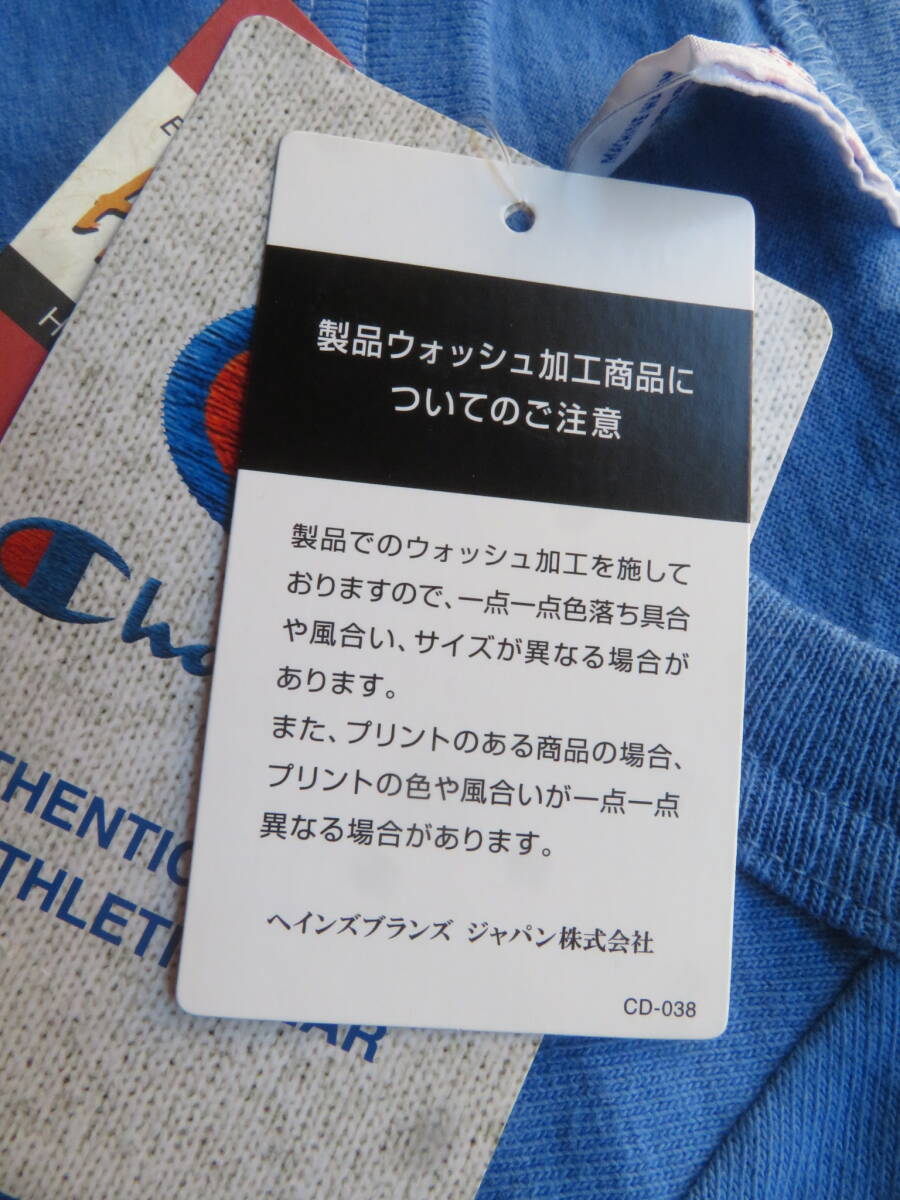 製品ウォッシュ加工商品に
ついてのご注意
製品でのウォッシュ加工を施して
おりますので、一点一点色落ち具合
や風合い、サイズが異なる場合が
あります。
また、プリントのある商品の場合、
プリントの色や風合いが一点一点
異なる場合があります。
ヘインズブランズ ジャパン株式会社
CD-038